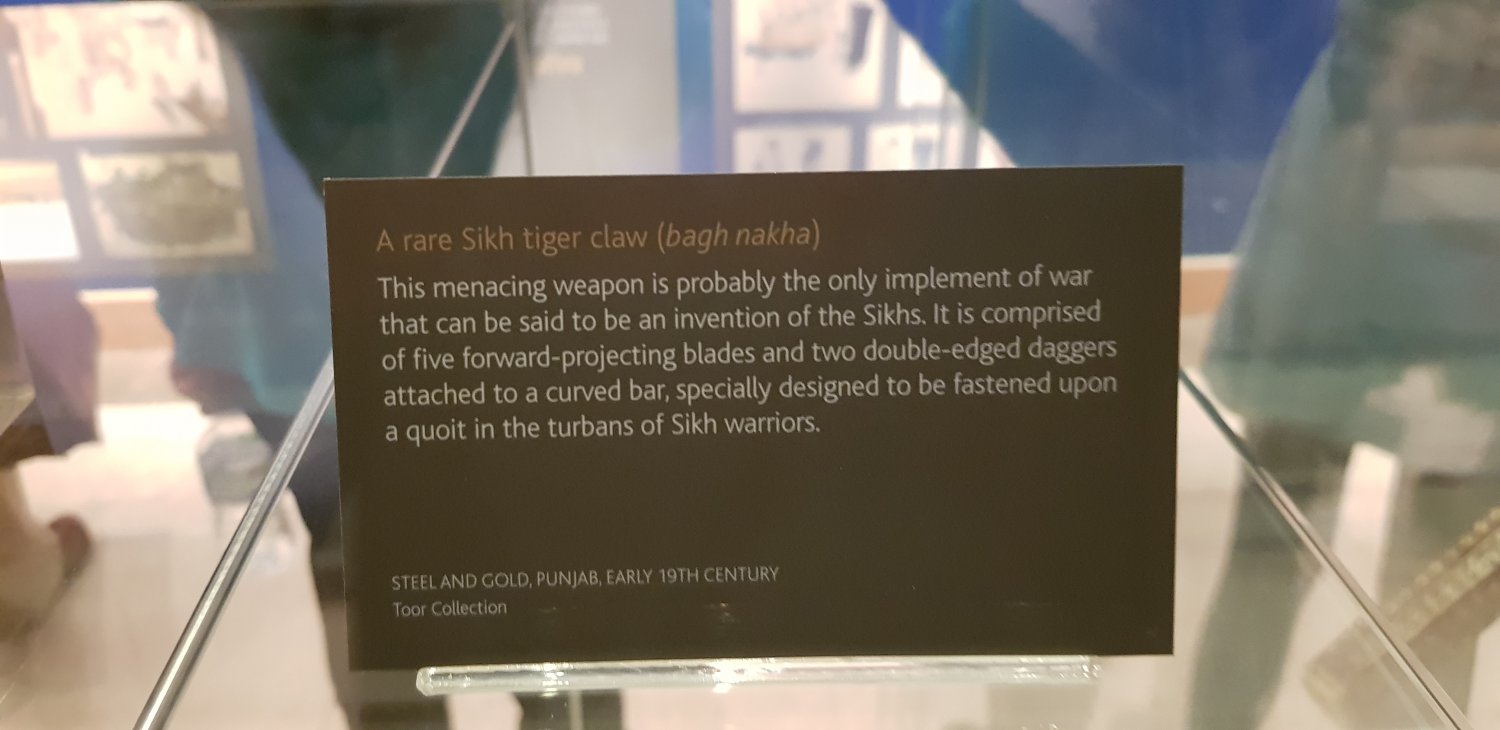 A rare Sikh tiger claw (bagh nakha)
This menacing weapon is probably the only implement of war
that can be said to be an invention of the Sikhs. It is comprised
of five forward-projecting blades and two double-edged daggers
attached to a curved bar, specially designed to be fastened upon
a quoit in the turbans of Sikh warriors.
STEEL AND GOLD, PUNJAB, EARLY 19TH CENTURY
Toor Collection